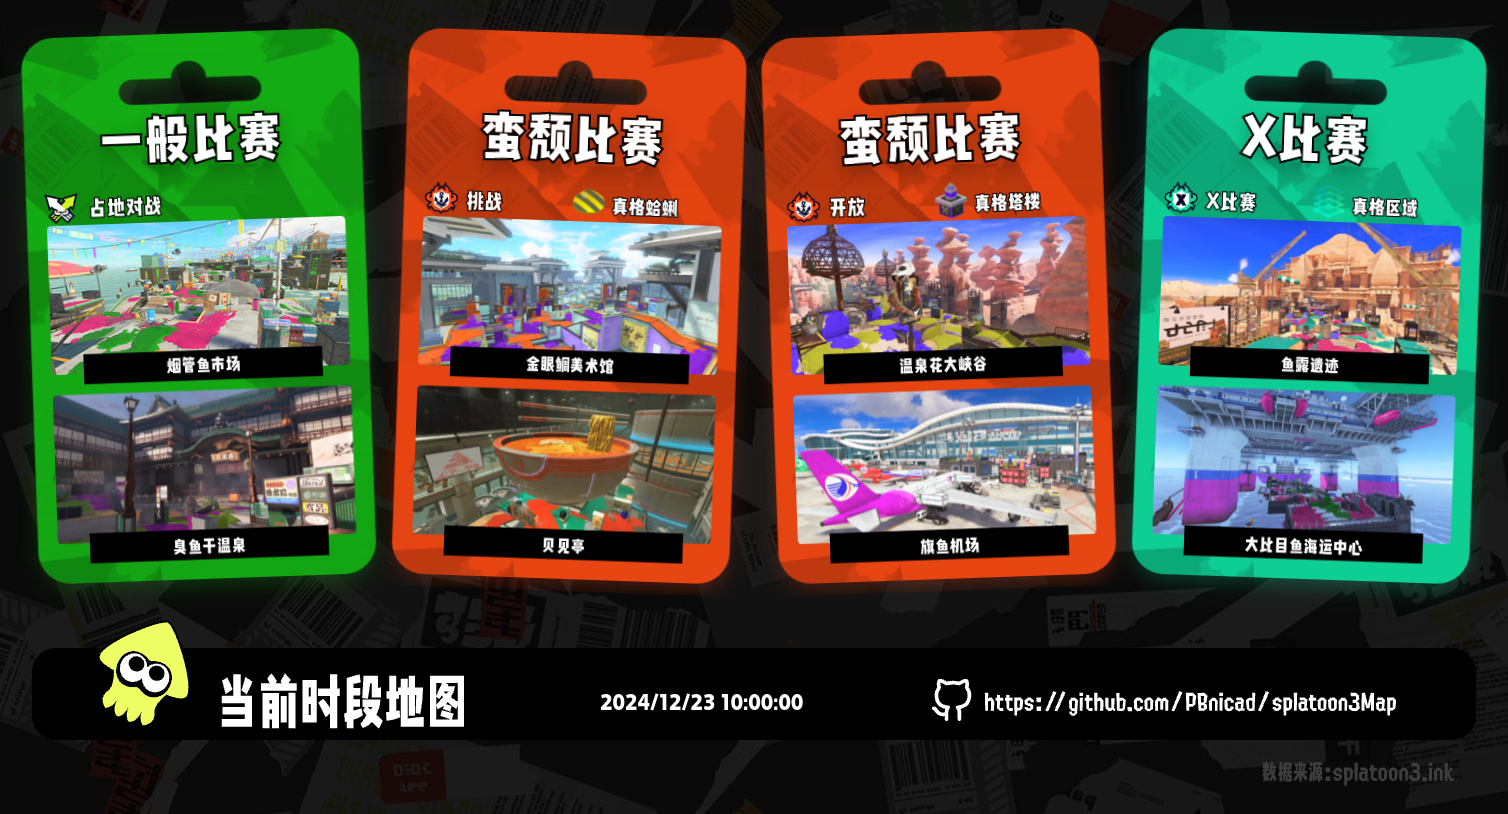 一般比赛
占地对战
烟管鱼市场
臭鱼干温泉
蛮颓比赛
挑战
真格蛤蜊
金眼鲷美术馆
贝见亭
蛮颓比赛
开放
真格塔楼
温泉花大峡谷
旗鱼机场
X比赛
X比赛
真格区域
鱼露遗迹
大比目鱼海运中心
当前时段地图
2024/12/23 10:00:00
https://github.com/PBnicad/splatoon3Map
数据来源:splatoon3.ink